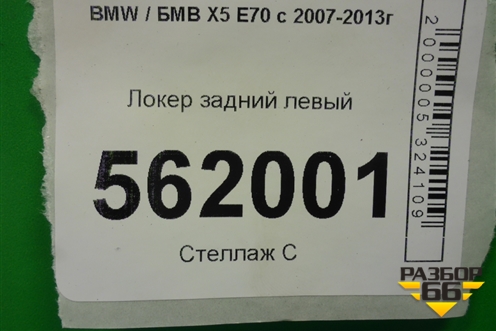 BMW / БМВ X5 E70 с 2007-2013г
Локер задний левый
562001
Стеллаж С
2000005324109
РАЗБОР
66